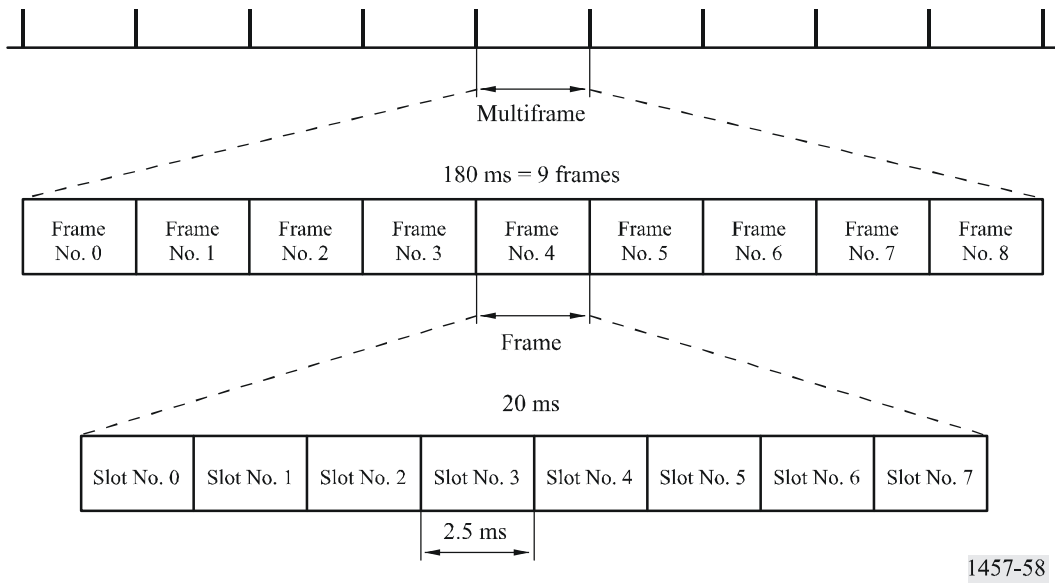 Multiframe
180 ms = 9 frames
Frame No. 0
Frame No. 1
Frame No. 2
Frame No. 3
Frame No. 4
Frame No. 5
Frame No. 6
Frame No. 7
Frame No. 8
Frame
20 ms
Slot No. 0
Slot No. 1
Slot No. 2
Slot No. 3
Slot No. 4
Slot No. 5
Slot No. 6
Slot No. 7
2.5 ms
1457-58